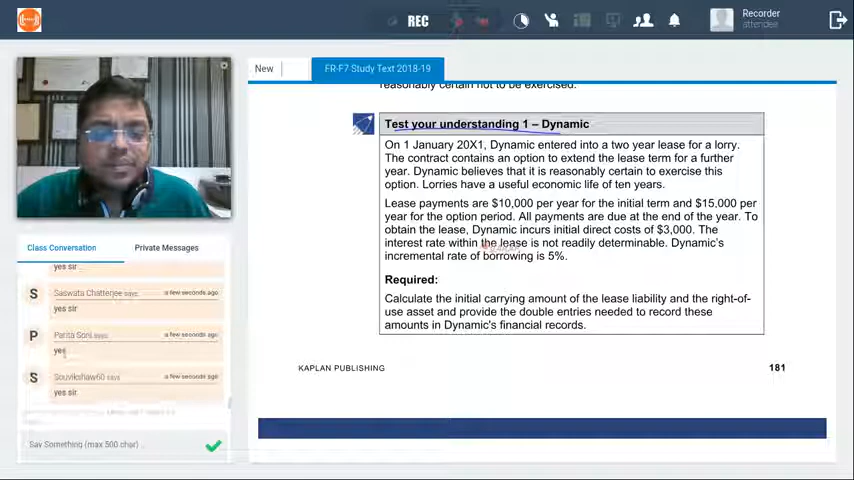 REC
Recorder
attendee
New
FR-F7 Study Text 2018-19
reasonably certain not to be exercised.
Test your understanding 1 – Dynamic
On 1 January 20X1, Dynamic entered into a two year lease for a lorry.
The contract contains an option to extend the lease term for a further
year. Dynamic believes that it is reasonably certain to exercise this
option. Lorries have a useful economic life of ten years.
Lease payments are $10,000 per year for the initial term and $15,000 per
year for the option period. All payments are due at the end of the year. To
obtain the lease, Dynamic incurs initial direct costs of $3,000. The
interest rate within the lease is not readily determinable. Dynamic's
incremental rate of borrowing is 5%.
Required:
Calculate the initial carrying amount of the lease liability and the right-of-
use asset and provide the double entries needed to record these
amounts in Dynamic's financial records.
KAPLAN PUBLISHING
181
Class Conversation
Private Messages
yes sir
S
Saswata Chatterjee says
a few seconds ago
yes sir
P
Parita Soni says
a few seconds ago
yes
S
Souvikshaw60 says
a few seconds ago
yes sir
Say Something (max 500 char)